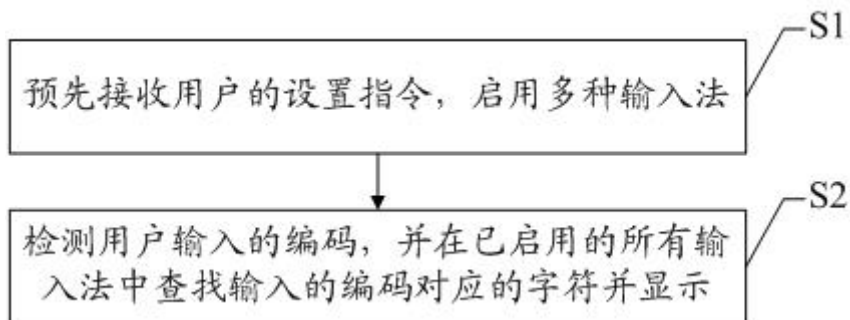 S1
预先接收用户的设置指令，启用多种输入法
S2
检测用户输入的编码，并在已启用的所有输
入法中查找输入的编码对应的字符并显示